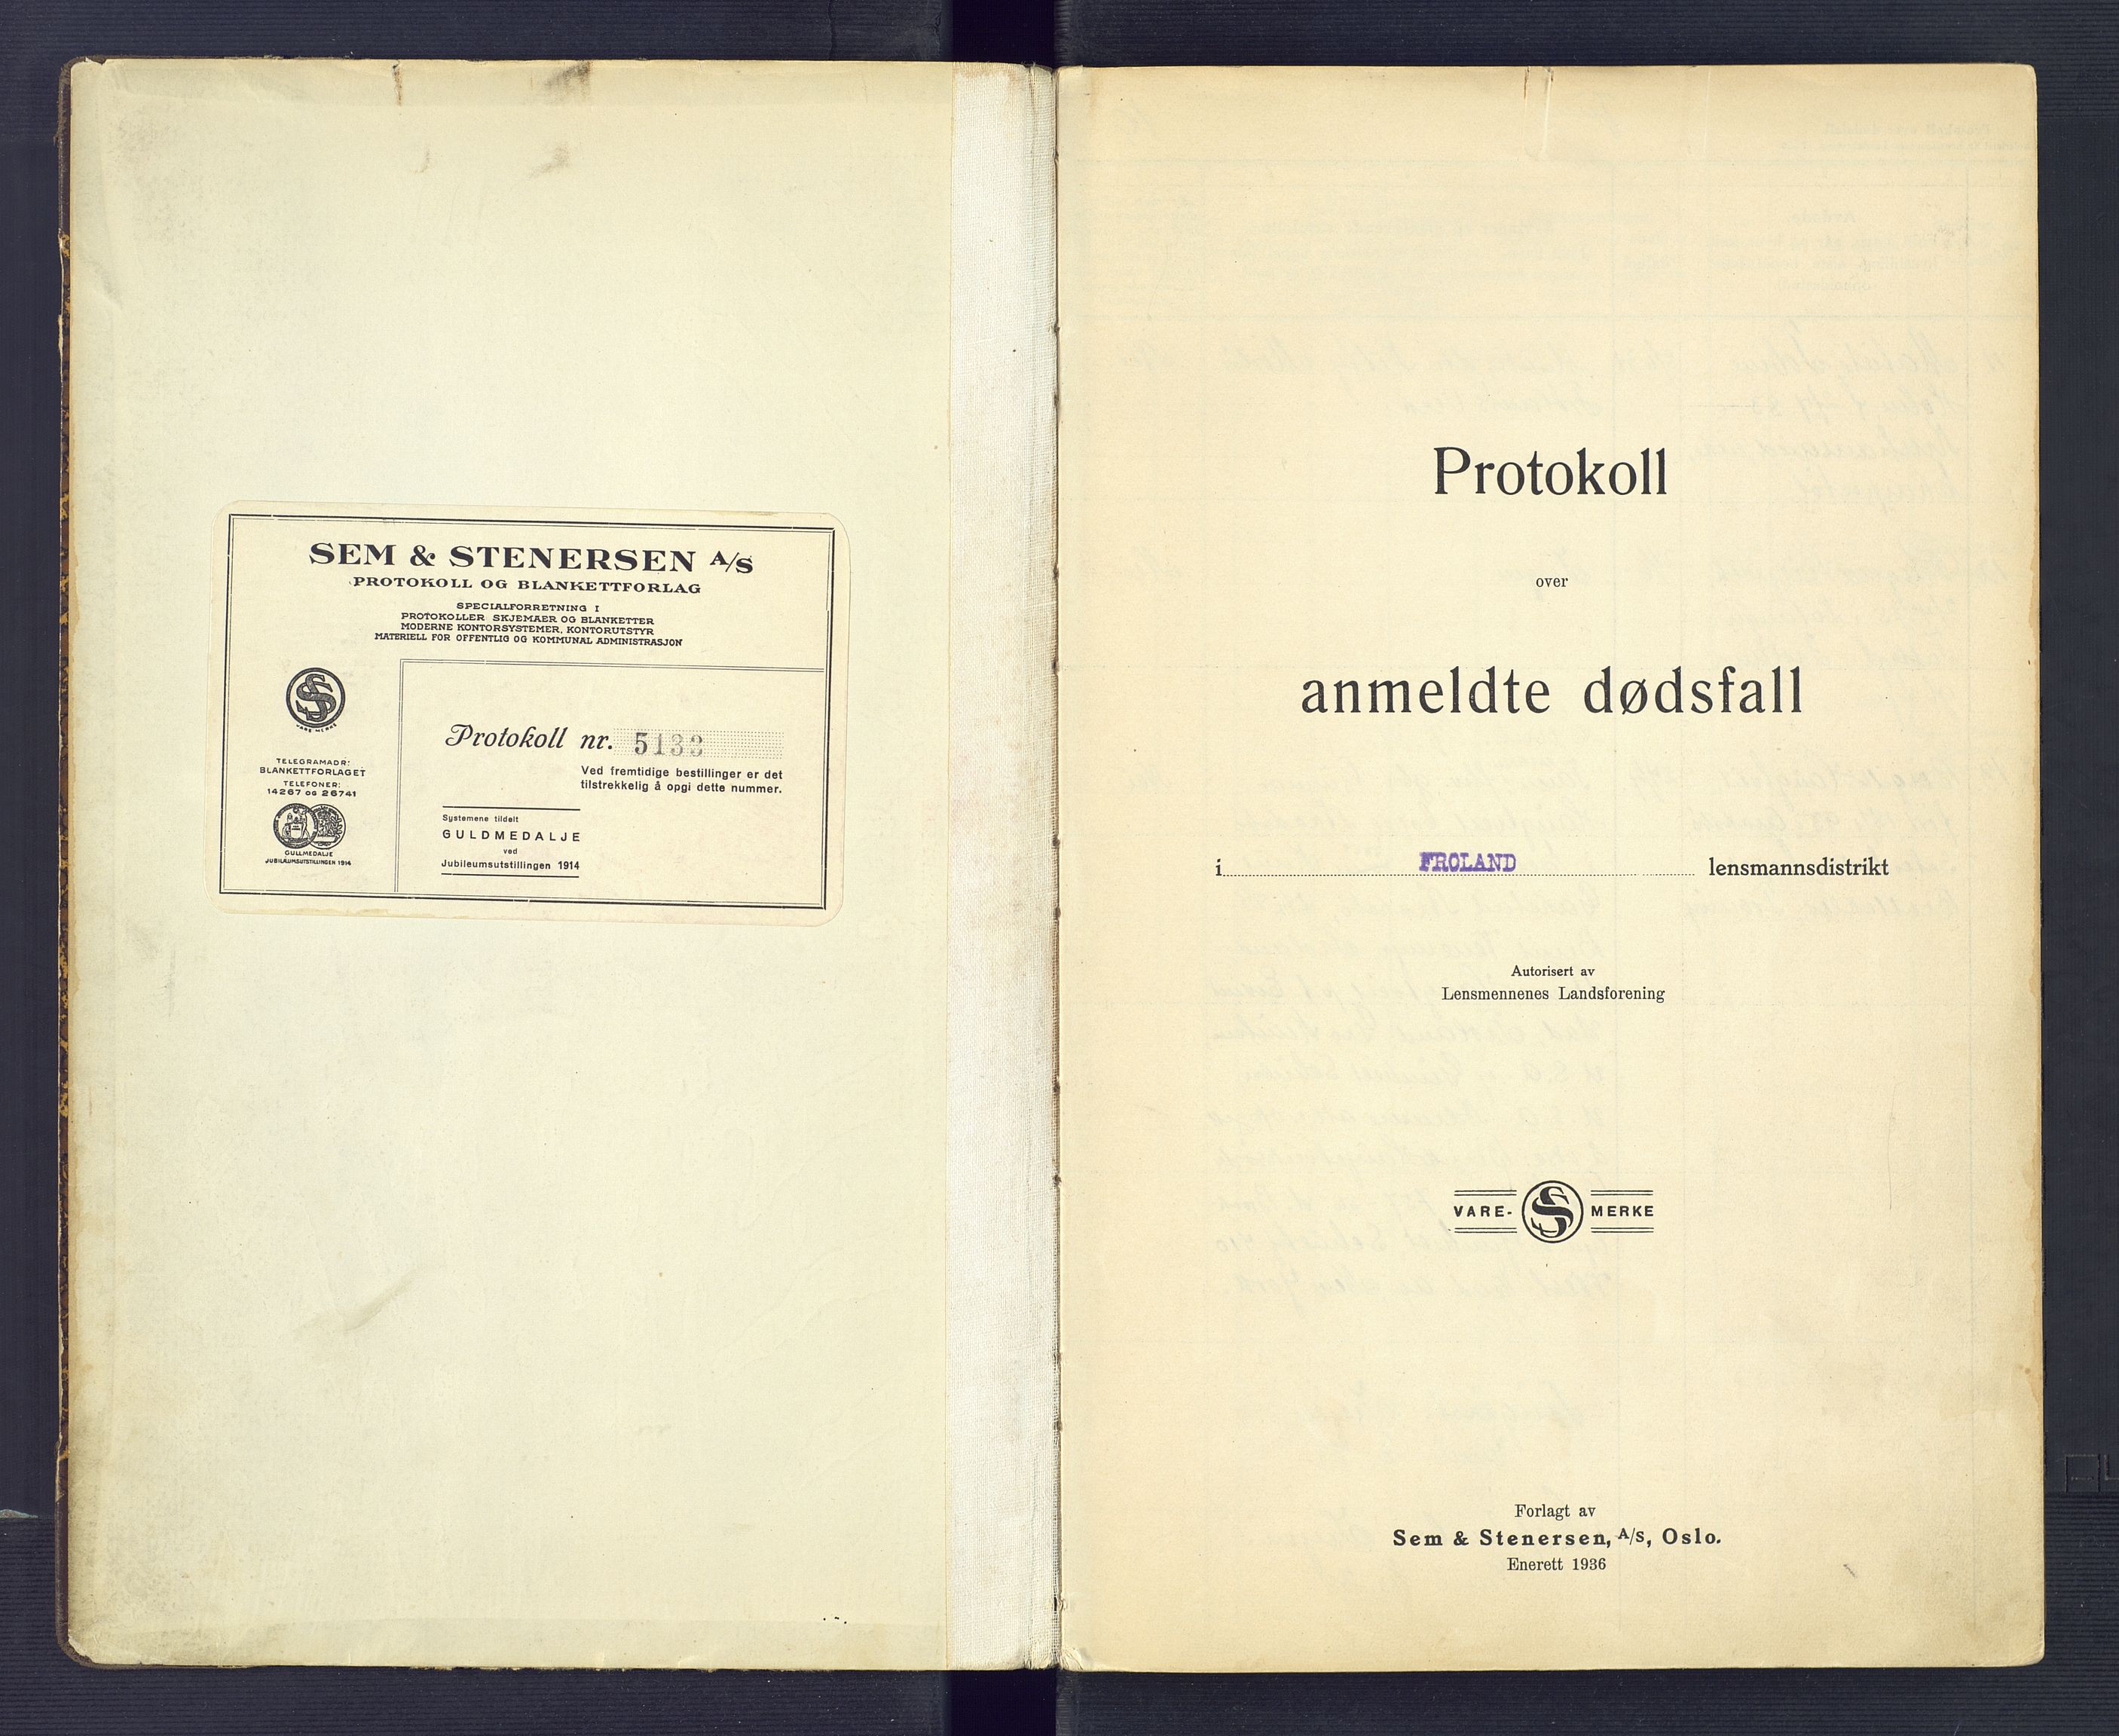 SEM & STENERSEN A/S
PROTOKOLL OG BLANKETTFORLAG
SPECIALFORRETNING I
PROTOKOLLER SKJEMAER OG BLANKETTER
MODERNE KONTORSYSTEMER, KONTORUTSTYR
MATERIELL FOR OFFENTLIG OG KOMMUNAL ADMINISTRASJON
VARE MERKE
TELEGRAMADR:
BLANKETTFORLAGET
TELEFONER:
14267 OG 26741
GULLMEDALJE
JUBILÆUMSUTSTILLINGEN 1914
Protokoll nr. 5133
Ved fremtidige bestillinger er det
tilstrekkelig å opgi dette nummer.
Systemene tildelt
GULDMEDALJE
ved
Jubileumsutstillingen 1914
Protokoll
over
anmeldte dødsfall
i FROLAND lensmannsdistrikt
Autorisert av
Lensmennenes Landsforening
VARE- SS MERKE
Forlagt av
Sem & Stenersen, A/S, Oslo.
Enerett 1936